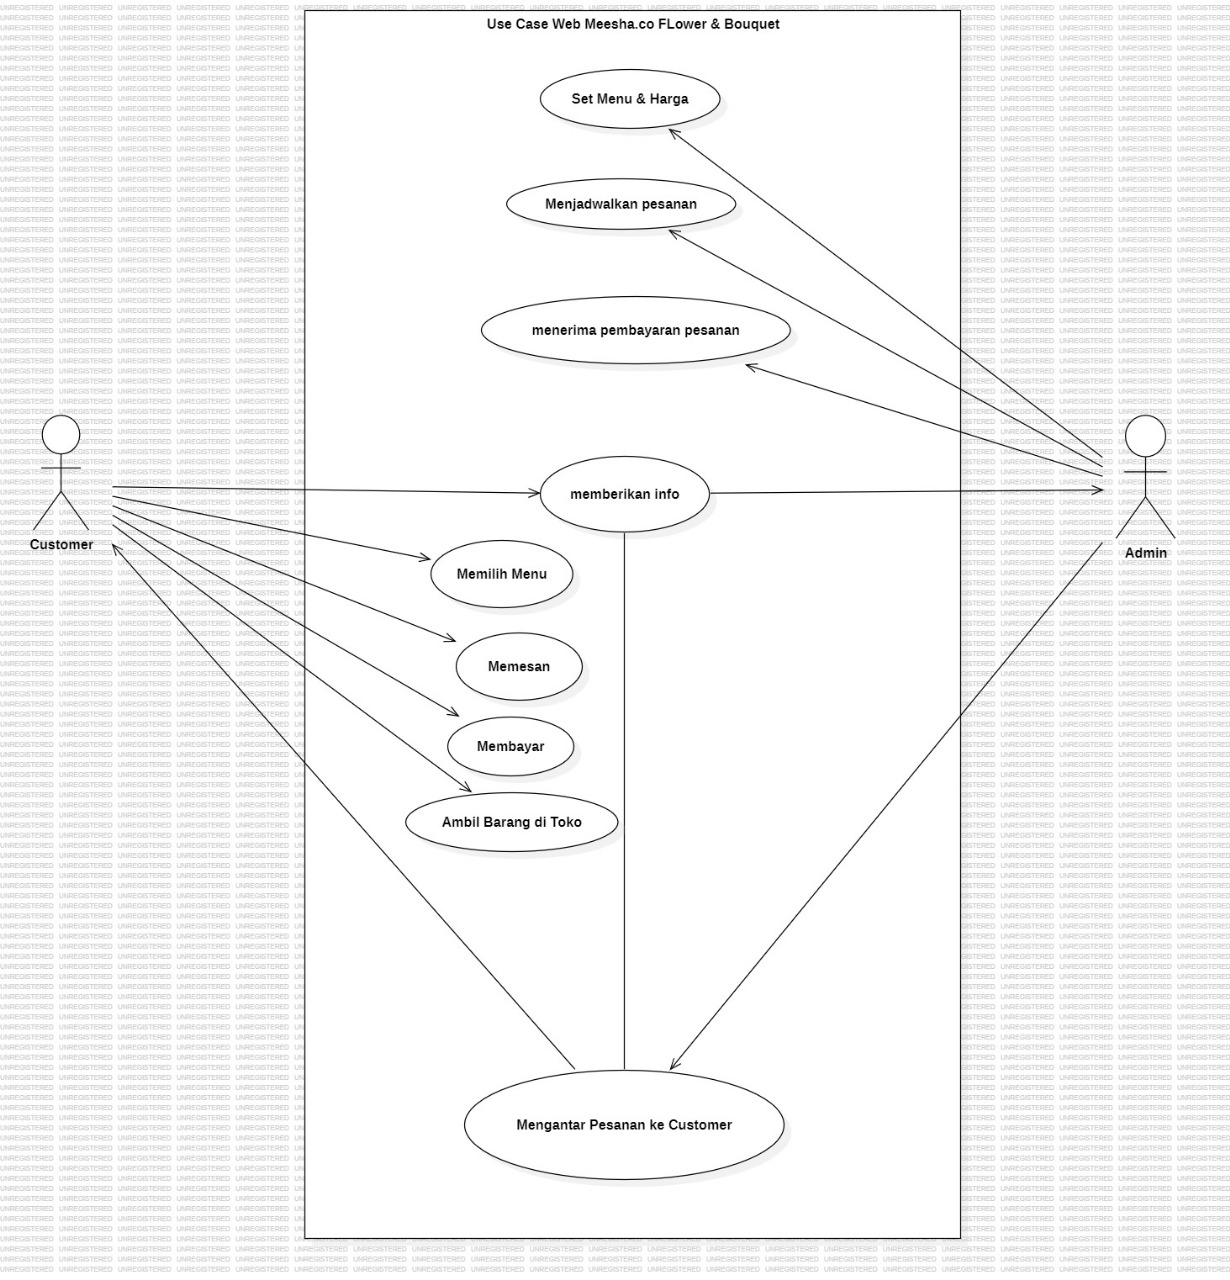 Use Case Web Meesha.co FLower & Bouquet
Set Menu & Harga
Menjadwalkan pesanan
menerima pembayaran pesanan
memberikan info
Customer
Admin
Memilih Menu
Memesan
Membayar
Ambil Barang di Toko
Mengantar Pesanan ke Customer
UNREGISTERED